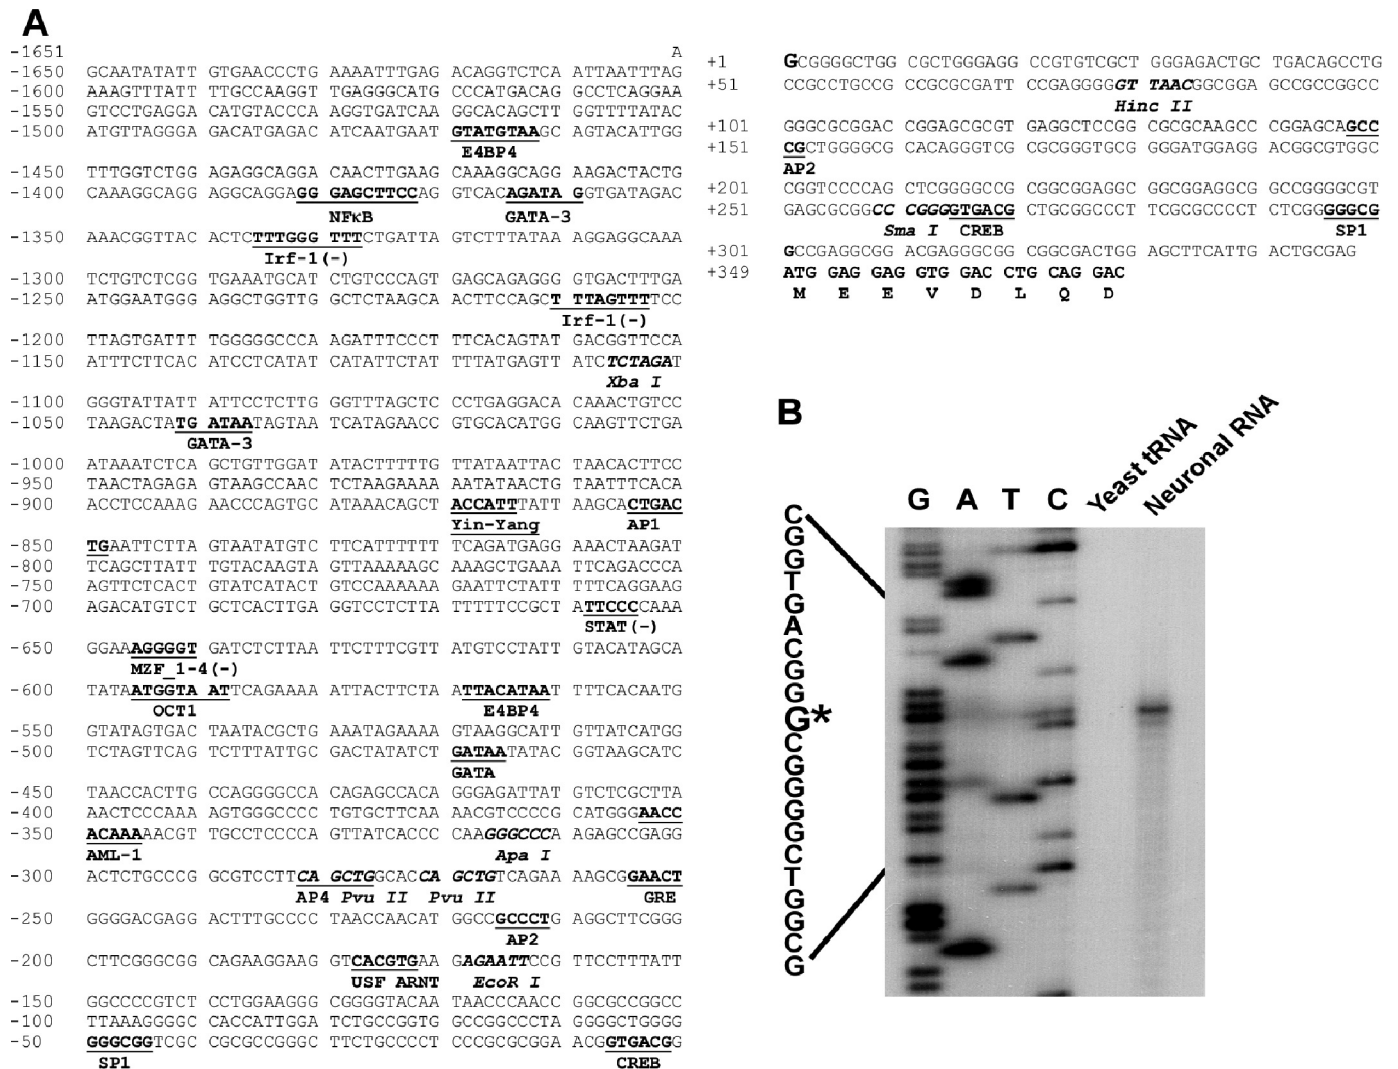 A
-1651 A
-1650 GCAATATATT GTGAACCCTG AAAATTTGAG ACAGGTCTCA ATTAATTTAG
-1600 AAAGTTTATT TTGCCAAGGT TGAGGGCATG CCCATGACAG GCCTCAGGAA
-1550 GTCCTGAGGA CATGTACCCA AGGTGATCAA GGCACAGCTT GGTTTTATAC
-1500 ATGTTAGGGA GACATGAGAC ATCAATGAAT GTATGTAAGC AGTACATTGG
E4BP4
-1450 TTTGGTCTGG AGAGGCAGGA CAACTTGAAG CAAAGGCAGG AAGACTACTG
-1400 CAAAGGCAGG AGGCAGGAGG GAGCTTCCAG GTCACAGATA GGTGATAGAC
NFκB GATA-3
-1350 AAACGGTTAC ACTCTTTGGG TTTCTGATTA GTCTTTATAA AGGAGGCAAA
Irf-1(-)
-1300 TCTGTCTCGG TGAAATGCAT CTGTCCCAGT GAGCAGAGGG GTGACTTTGA
-1250 ATGGAATGGG AGGCTGGTTG GCTCTAAGCA ACTTCCAGCT TTAGTTTTCC
Irf-1(-)
-1200 TTAGTGATTT TGGGGGCCCA AGATTTCCCT TTCACAGTAT GACGGTTCCA
-1150 ATTTCTTCAC ATCCTCATAT CATATTCTAT TTTATGAGTT ATCTCTAGAT
Xba I
-1100 GGGTATTATT ATTCCTCTTG GGTTTAGCTC CCTGAGGACA CAAACTGTCC
-1050 TAAGACTATG ATAATAGTAA TCATAGAACC GTGCACATGG CAAGTTCTGA
GATA-3
-1000 ATAAATCTCA GCTGTTGGAT ATACTTTTTG TTATAATTAC TAACACTTCC
-950 TAACTAGAGA GTAAGCCAAC TCTAAGAAAA AATATAACTG TAATTTCACA
-900 ACCTCCAAAG AACCCAGTGC ATAAACAGCT ACCATTTATT AAGCACTGAC
Yin-Yang AP1
-850 TGAATTCTTA GTAATATGTC TTCATTTTTT TCAGATGAGG AAACTAAGAT
-800 TCAGCTTATT TGTACAAGTA GTTAAAAAGC AAAGCTGAAA TTCAGACCCA
-750 AGTTCTCACT GTATCATACT GTCCAAAAAA GAATTCTATT TTTCAGGAAG
-700 AGACATGTCT GCTCACTTGA GGTCCTCTTA TTTTTCCGCT ATTCCCCAAA
STAT(-)
-650 GGAAAGGGGT GATCTCTTAA TTCTTTCGTT ATGTCCTATT GTACATAGCA
MZF_1-4(-)
-600 TATAATGGTA ATTCAGAAAA ATTACTTCTA ATTACATAAT TTTCACAATG
OCT1 E4BP4
-550 GTATAGTGAC TAATACGCTG AAATAGAAAA GTAAGGCATT TGTTATCATGG
-500 TCTAGTTCAG TCTTTATTGC GACTATATCT GATAATATAC GGTAAGCATC
GATA
-450 TAACCACTTG CCAGGGGCCA CAGAGCCACA GGGAGATTAT GTCTCGCTTA
-400 AACTCCCAAA AGTGGGCCCC TGTGCTTCAA AACGTCCCCG CATGGGAACC
-350 ACAAAAACGT TGCCTCCCCA GTTATCACCC CAAGGGCCCA AGAGCCGAGG
AML-1 Apa I
-300 ACTCTGCCCG GCGTCCTTCA GCTGGCACCA GCTGTCAGAA AAGCGGAACT
AP4 Pvu II Pvu II GRE
-250 GGGGACGAGG ACTTTGCCCC TAACCAACAT GGCCGCCCTG AGGCTTCGGG
AP2
-200 CTTCGGGCGG CAGAAGGAAG GTCACGTGAA GAGAATTCCG TTCCTTTATT
USF ARNT EcoR I
-150 GGCCCCGTCT CCTGGAAGGG CGGGGTACAA TAACCCAACC GGCGCCGGCC
-100 TTAAAGGGGC CACCATTGGA TCTGCCGGTG GCCGGCCCTA GGGGCTGGGG
-50 GGGCGGTCGC CGCGCCGGGC TTCTGCCCCT CCCGCGCGGA ACGGTGACGG
SP1 CREB
+1 GCGGGGCTGG CGCTGGGAGG CCGTGTCGCT GGGAGACTGC TGACAGCCTG
+51 CCGCCTGCCG CCGCGCGATT CCGAGGGGGT TAACGGCGGA GCCGCCGGCC
Hinc II
+101 GGGCGCGGAC CGGAGCGCGT GAGGCTCCGG CGCGCAAGCC CGGAGCAGCC
+151 CGCTGGGGCG CACAGGGTCG CGCGGGTGCG GGGATGGAGG ACGGCGTGGC
AP2
+201 CGGTCCCCAG CTCGGGGCCG CGGCGGAGGC GGCGGAGGCG GCCGGGGCGT
+251 GAGCGCGGCC CCGGGGTGACG CTGCGGCCCT TCGCGCCCCT CTCGGGGGCG
Sma I CREB SP1
+301 GCCGAGGCGG ACGAGGGCGG CGGCGACTGG AGCTTCATTG ACTGCGAG
+349 ATG GAG GAG GTG GAC CTG CAG GAC
M E E V D L Q D
B
G A T C Yeast tRNA Neuronal RNA
C
G
G
T
G
A
C
G
G
G*
C
G
G
G
G
C
T
G
G
C
G